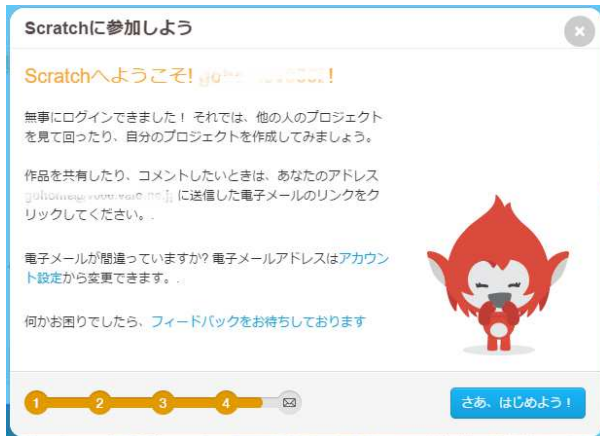 Scratchに参加しよう
Scratchへようこそ! !
無事にログインできました！ それでは、他の人のプロジェクト
を見て回ったり、自分のプロジェクトを作成してみましょう。
作品を共有したり、コメントしたいときは、あなたのアドレス
に送信した電子メールのリンクをク
リックしてください。.
電子メールが間違っていますか? 電子メールアドレスはアカウン
ト設定から変更できます。.
何かお困りでしたら、フィードバックをお待ちしております
1 2 3 4
さあ、はじめよう！